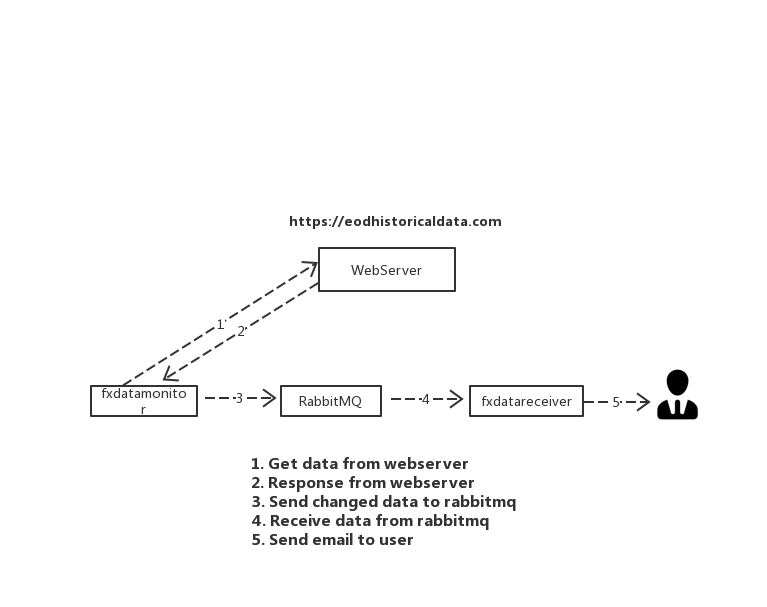 https://eodhistoricaldata.com
WebServer
1
2
fxdatamonito
r
3
RabbitMQ
4
fxdatareceiver
5
1. Get data from webserver
2. Response from webserver
3. Send changed data to rabbitmq
4. Receive data from rabbitmq
5. Send email to user